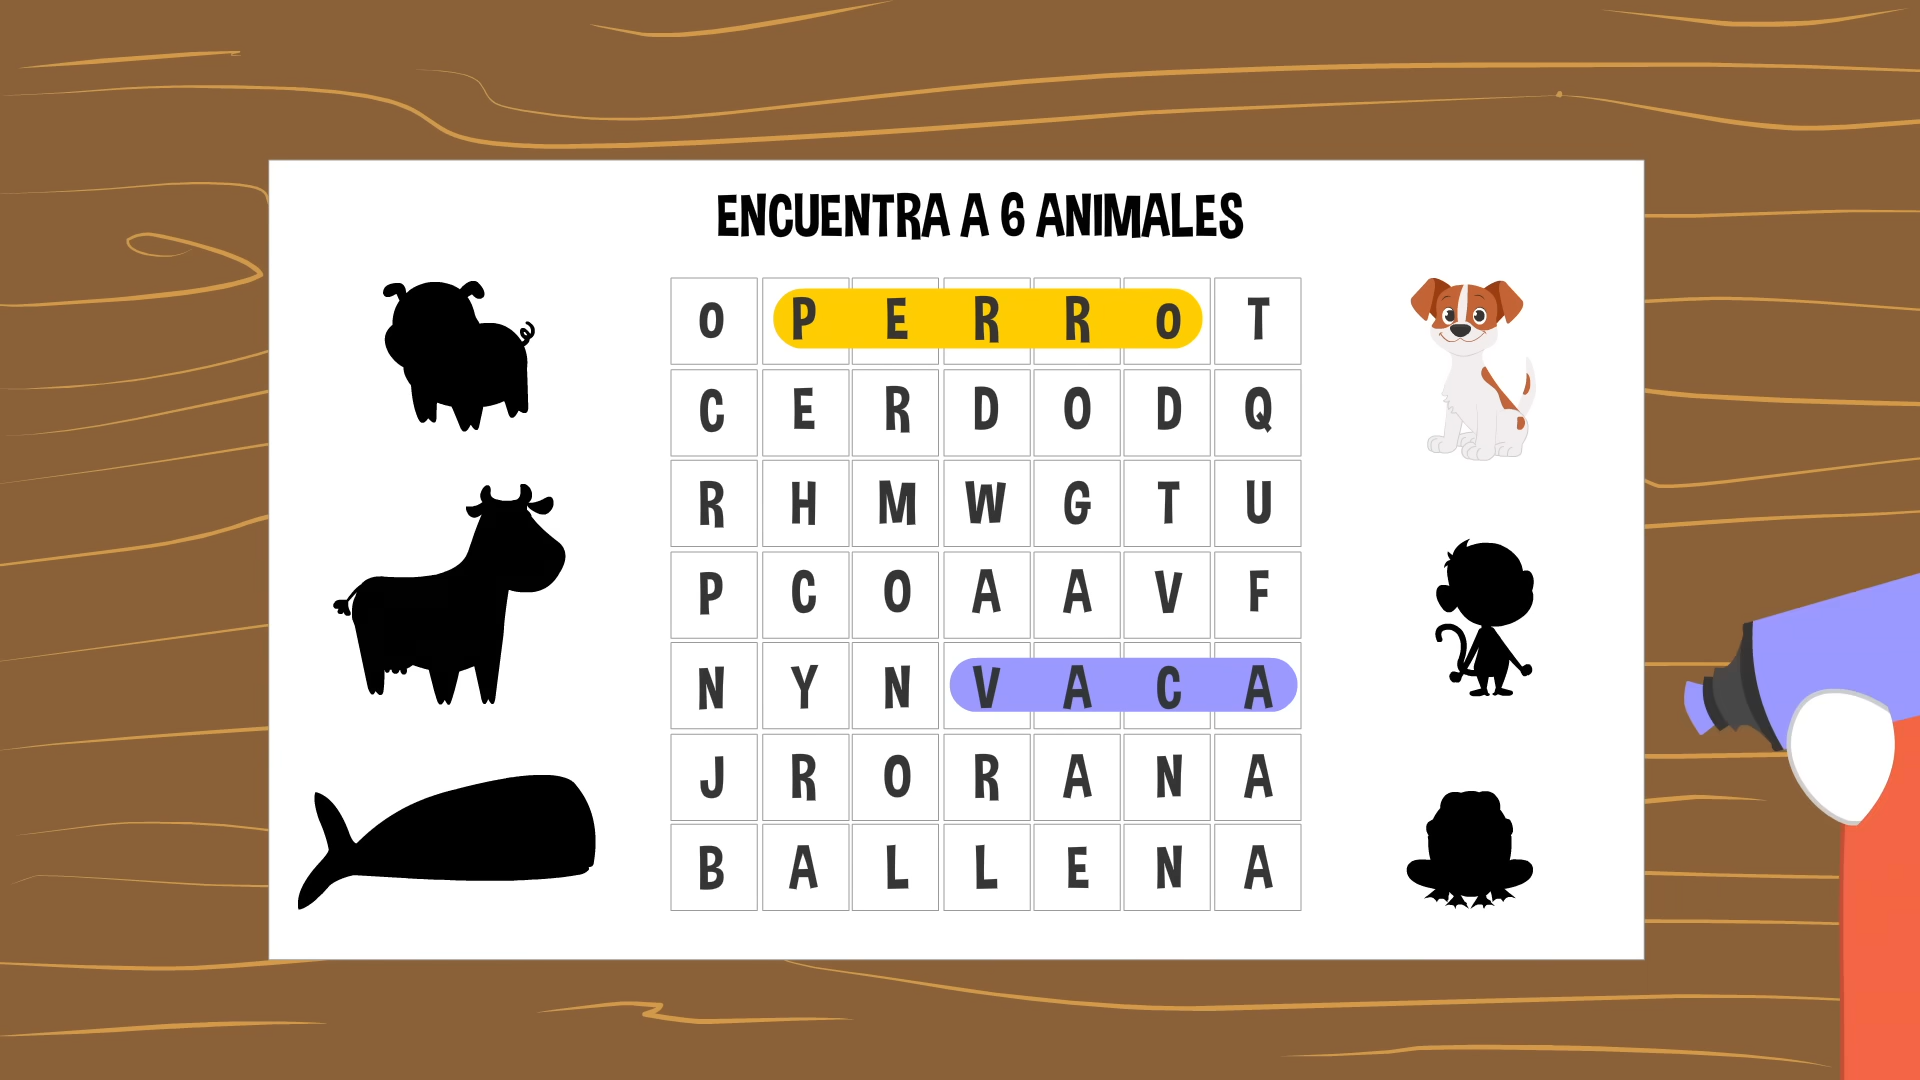 ENCUENTRA A 6 ANIMALES
O P E R R O T
C E R D O D Q
R H M W G T U
P C O A A V F
N Y N V A C A
J R O R A N A
B A L L E N A